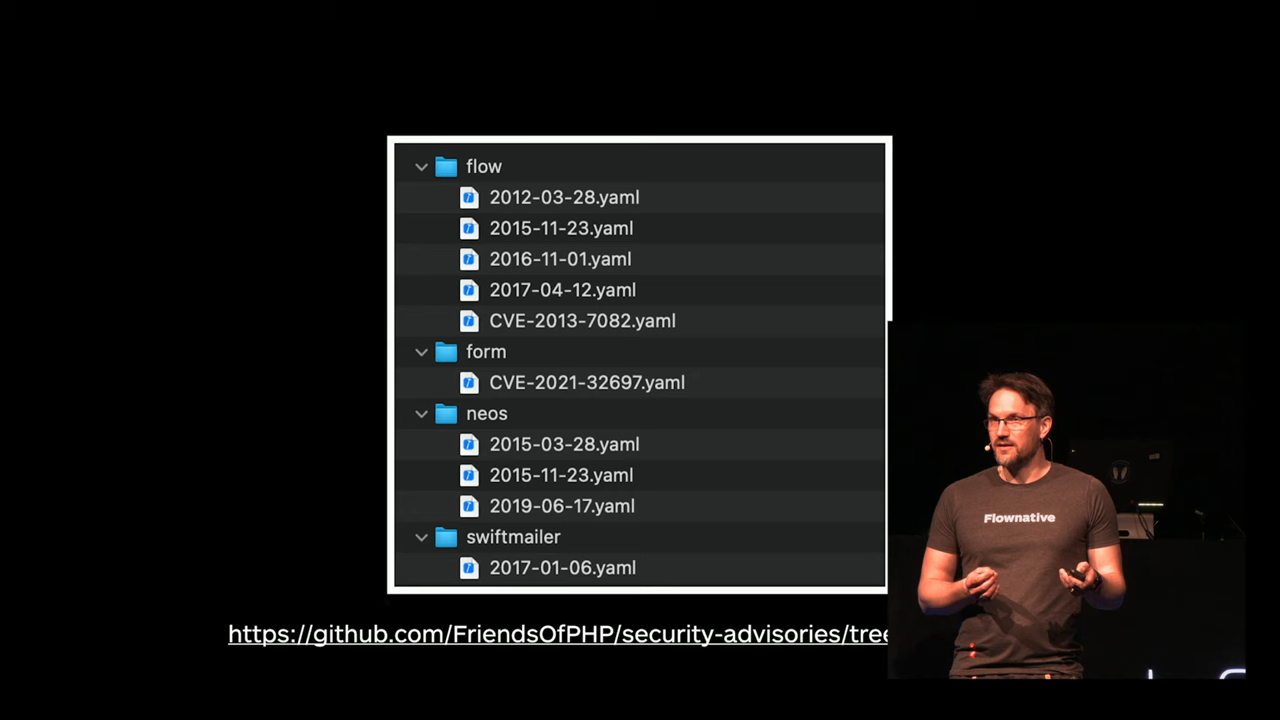 flow
2012-03-28.yaml
2015-11-23.yaml
2016-11-01.yaml
2017-04-12.yaml
CVE-2013-7082.yaml
form
CVE-2021-32697.yaml
neos
2015-03-28.yaml
2015-11-23.yaml
2019-06-17.yaml
swiftmailer
2017-01-06.yaml
https://github.com/FriendsOfPHP/security-advisories/tree
Flownative